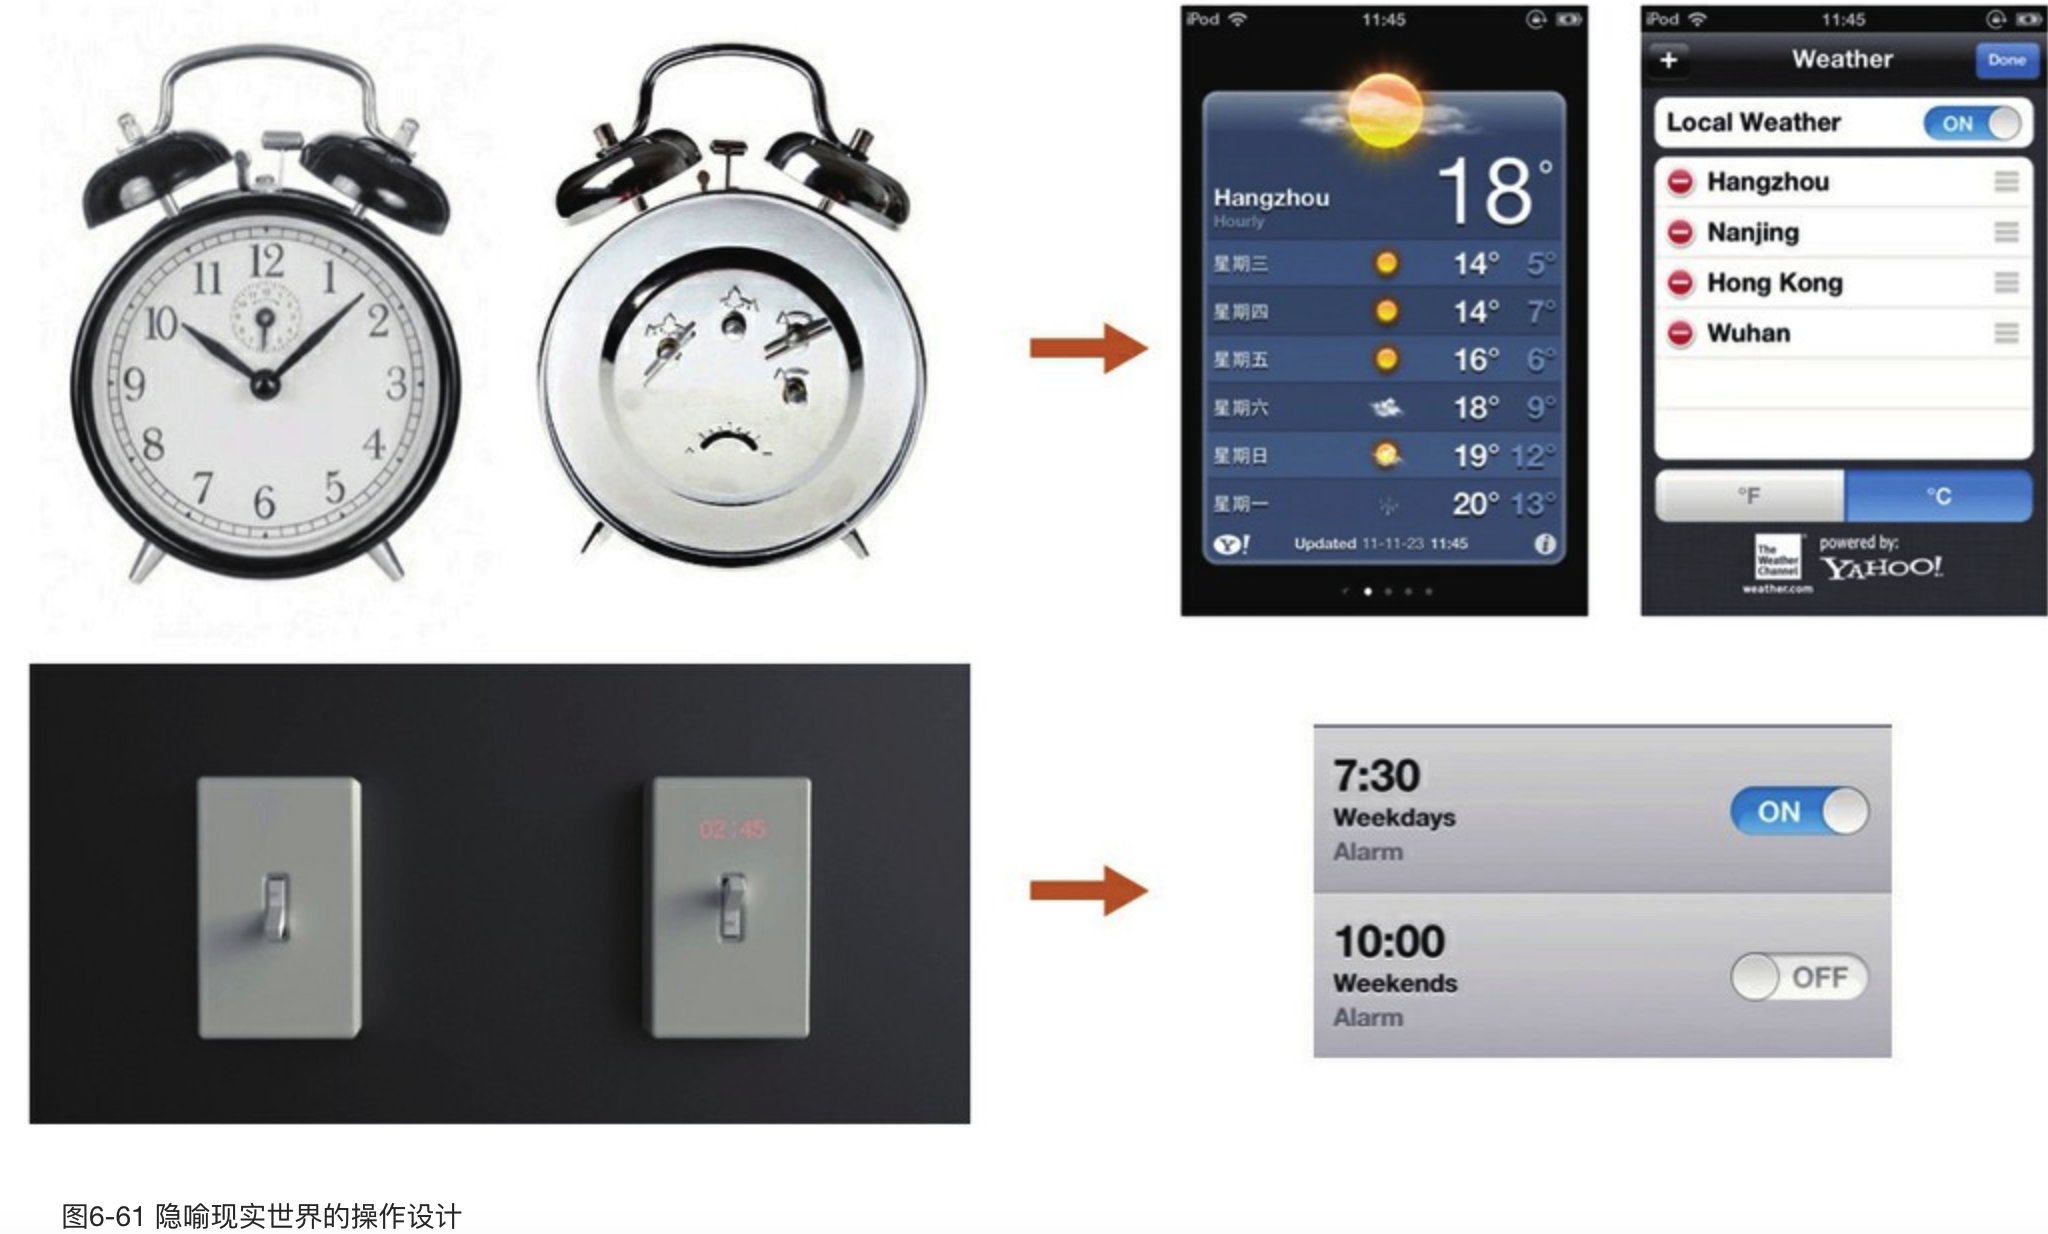 12
11 1
10 2
9 3
8 4
7 5
6
iPod 11:45
Hangzhou 18°
Hourly
星期三 14° 5°
星期四 14° 7°
星期五 16° 6°
星期六 18° 9°
星期日 19° 12°
星期一 20° 13°
Y! Updated 11-11-23 11:45 i
iPod 11:45
+ Weather Done
Local Weather ON
Hangzhou
Nanjing
Hong Kong
Wuhan
°F °C
The Weather Channel
weather.com
powered by:
YAHOO!
02:45
7:30
Weekdays
Alarm
ON
10:00
Weekends
Alarm
OFF
图6-61 隐喻现实世界的操作设计